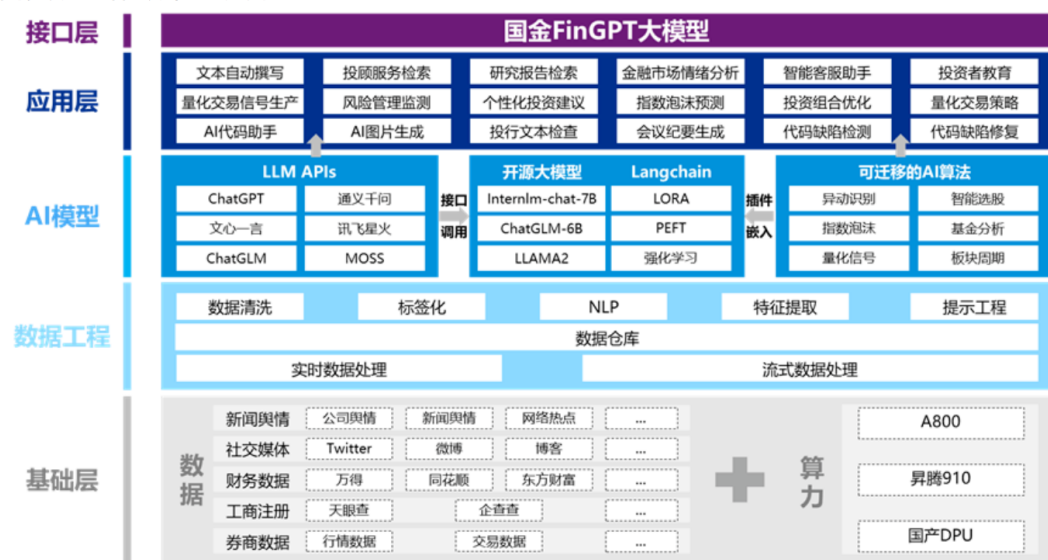 接口层
国金FinGPT大模型
应用层
文本自动撰写 投顾服务检索 研究报告检索 金融市场情绪分析 智能客服助手 投资者教育
量化交易信号生产 风险管理监测 个性化投资建议 指数泡沫预测 投资组合优化 量化交易策略
AI代码助手 AI图片生成 投行文本检查 会议纪要生成 代码缺陷检测 代码缺陷修复
AI模型
LLM APIs
ChatGPT 通义千问
文心一言 讯飞星火
ChatGLM MOSS
接口
调用
开源大模型 Langchain
Internlm-chat-7B LORA
ChatGLM-6B PEFT
LLAMA2 强化学习
插件
嵌入
可迁移的AI算法
异动识别 智能选股
指数泡沫 基金分析
量化信号 板块周期
数据工程
数据清洗 标签化 NLP 特征提取 提示工程
数据仓库
实时数据处理 流式数据处理
基础层
数据
新闻舆情 公司舆情 新闻舆情 网络热点 ...
社交媒体 Twitter 微博 博客 ...
财务数据 万得 同花顺 东方财富 ...
工商注册 天眼查 企查查 ...
券商数据 行情数据 交易数据 ...
算力
A800
昇腾910
国产DPU